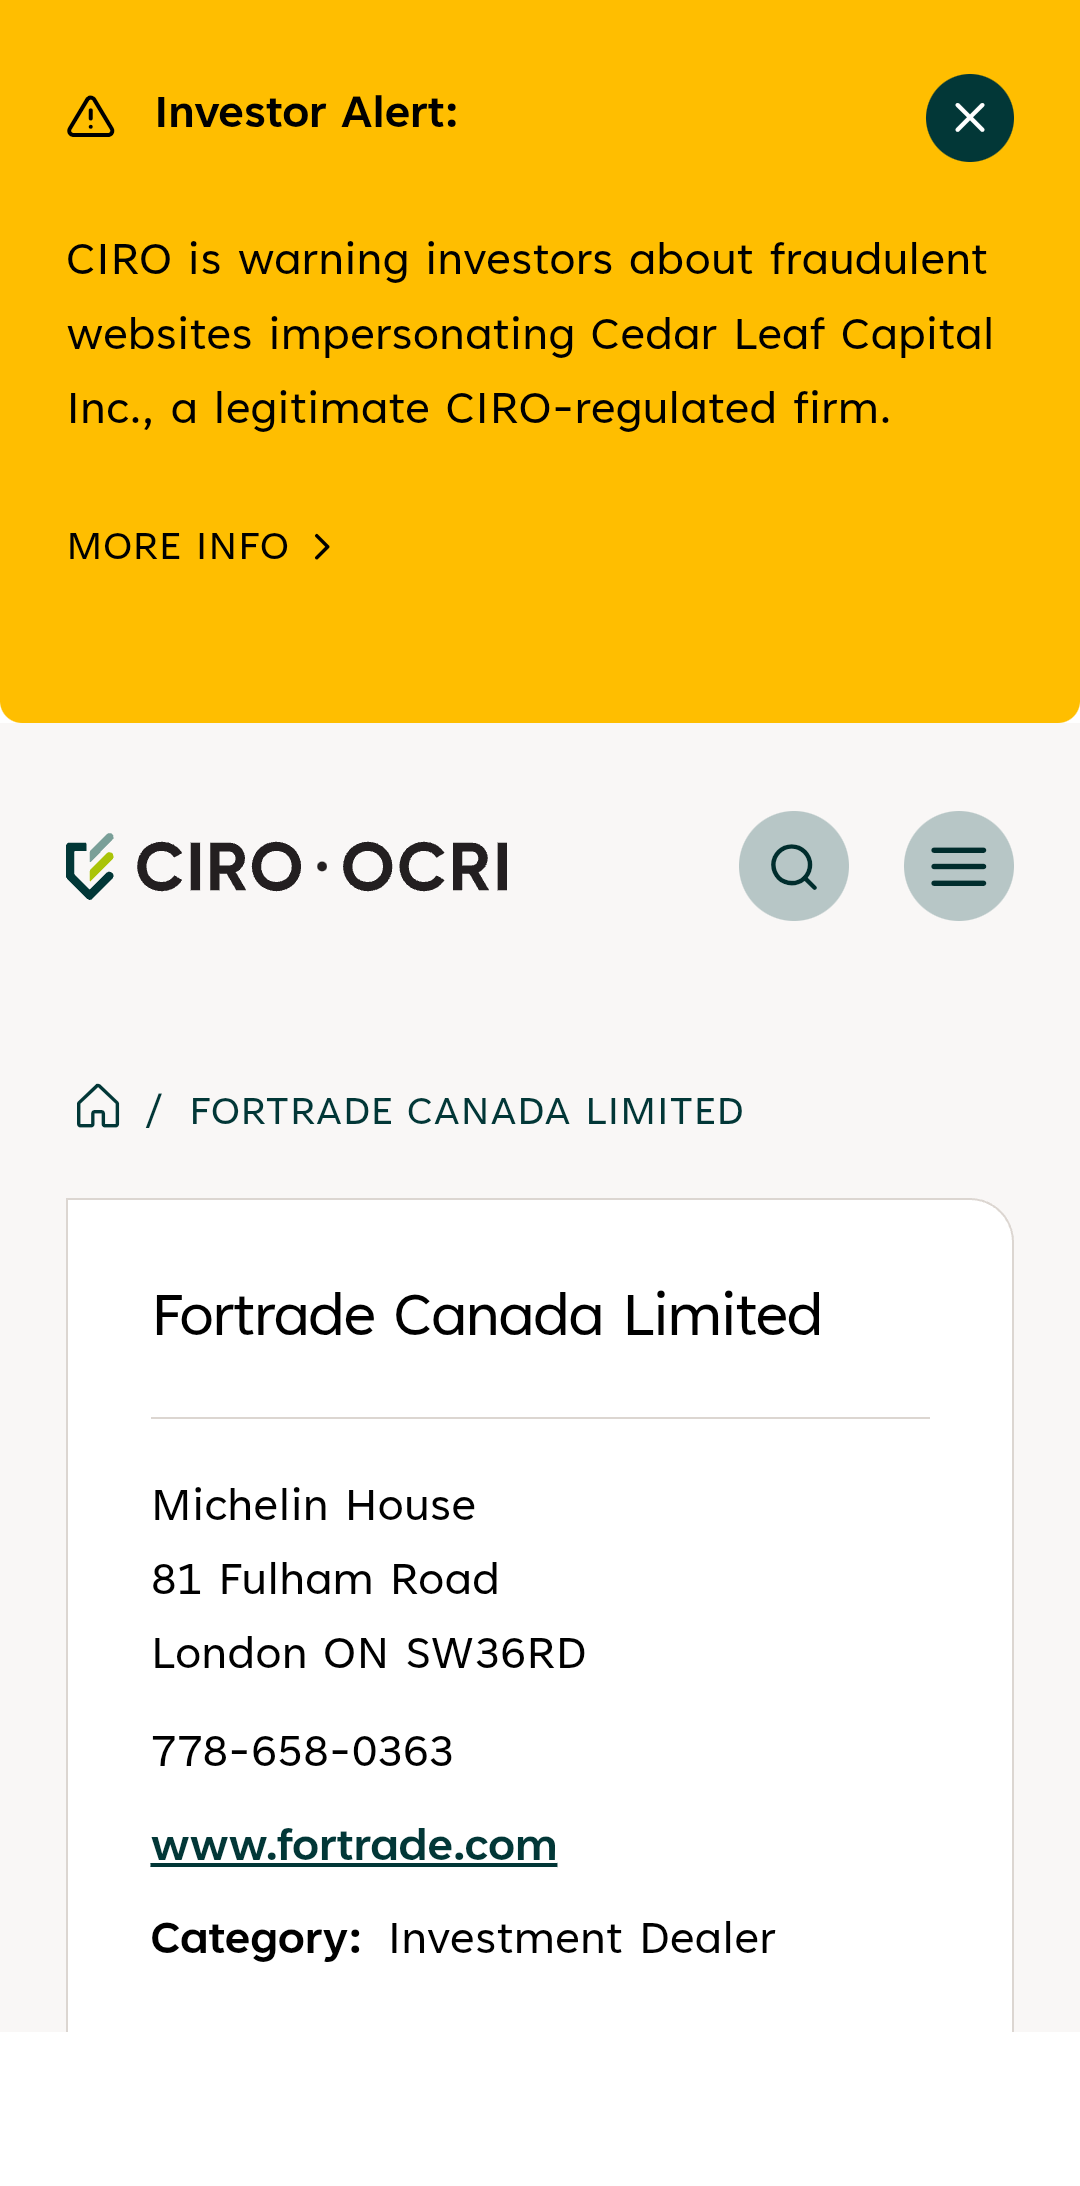 Investor Alert:
CIRO is warning investors about fraudulent
websites impersonating Cedar Leaf Capital
Inc., a legitimate CIRO-regulated firm.
MORE INFO
CIRO · OCRI
/ FORTRADE CANADA LIMITED
Fortrade Canada Limited
Michelin House
81 Fulham Road
London ON SW36RD
778-658-0363
www.fortrade.com
Category: Investment Dealer